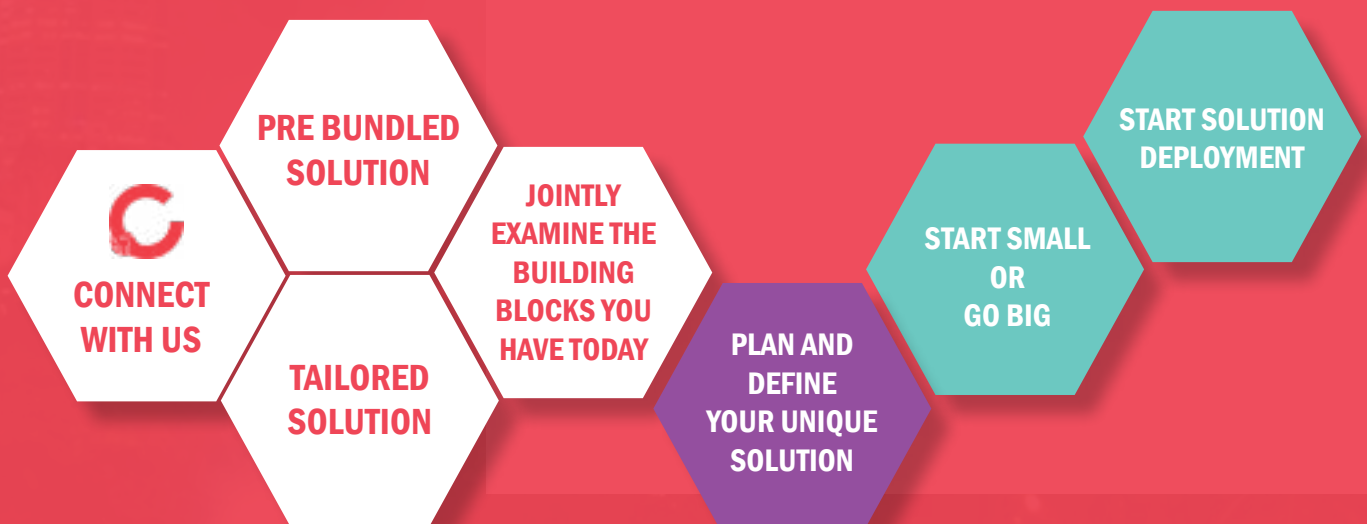 CONNECT
WITH US
PRE BUNDLED
SOLUTION
TAILORED
SOLUTION
JOINTLY
EXAMINE THE
BUILDING
BLOCKS YOU
HAVE TODAY
PLAN AND
DEFINE
YOUR UNIQUE
SOLUTION
START SMALL
OR
GO BIG
START SOLUTION
DEPLOYMENT